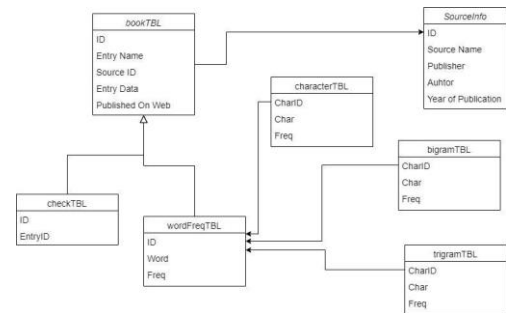 bookTBL
ID
Entry Name
Source ID
Entry Data
Published On Web
SourceInfo
ID
Source Name
Publisher
Auhtor
Year of Publication
characterTBL
CharID
Char
Freq
bigramTBL
CharID
Char
Freq
checkTBL
ID
EntryID
wordFreqTBL
ID
Word
Freq
trigramTBL
CharID
Char
Freq